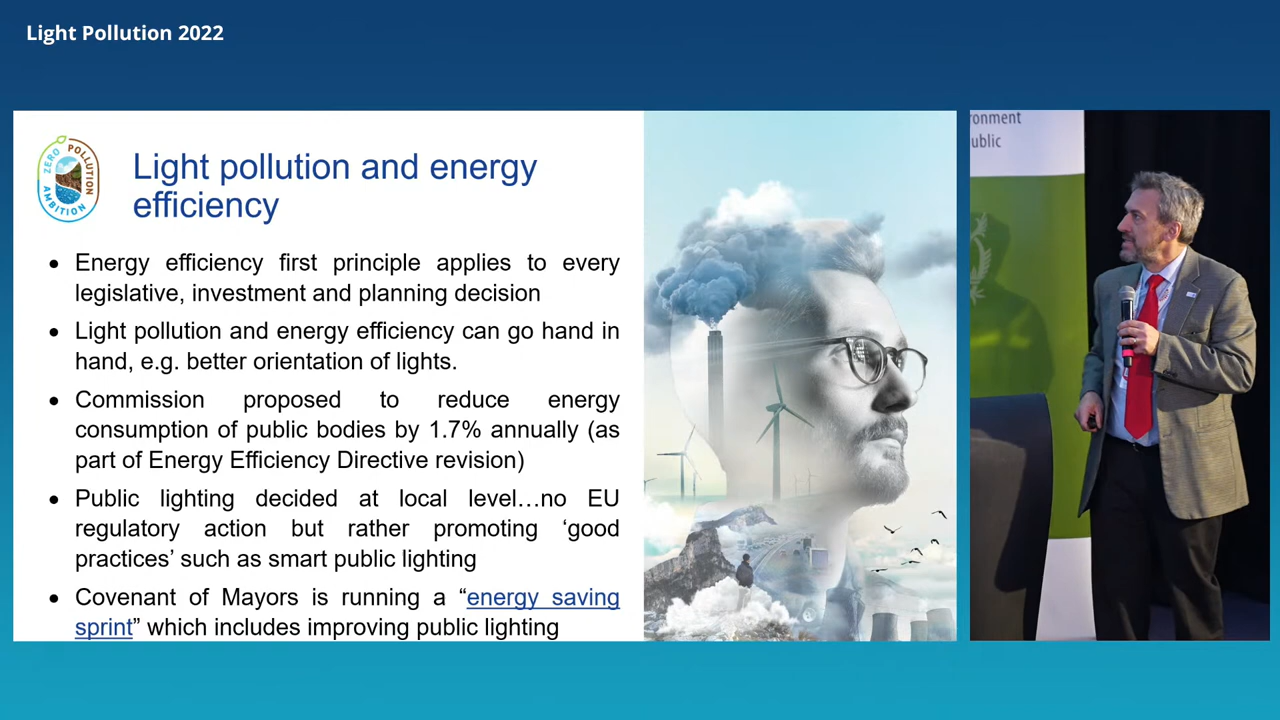 Light Pollution 2022
ZERO POLLUTION AMBITION
Light pollution and energy
efficiency
• Energy efficiency first principle applies to every
legislative, investment and planning decision
• Light pollution and energy efficiency can go hand in
hand, e.g. better orientation of lights.
• Commission proposed to reduce energy
consumption of public bodies by 1.7% annually (as
part of Energy Efficiency Directive revision)
• Public lighting decided at local level…no EU
regulatory action but rather promoting ‘good
practices’ such as smart public lighting
• Covenant of Mayors is running a “energy saving
sprint” which includes improving public lighting
ronment
ublic